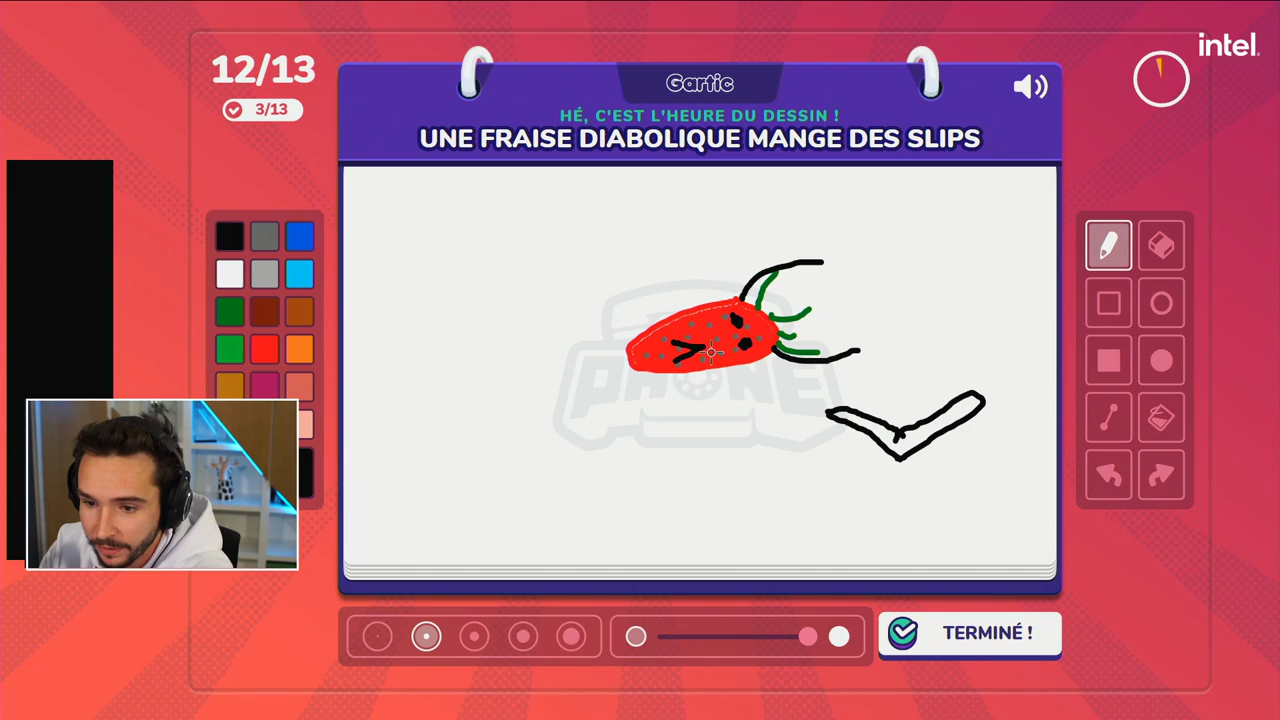 intel.
12/13
3/13
Gartic
HÉ, C'EST L'HEURE DU DESSIN !
UNE FRAISE DIABOLIQUE MANGE DES SLIPS
PHONE
TERMINÉ !